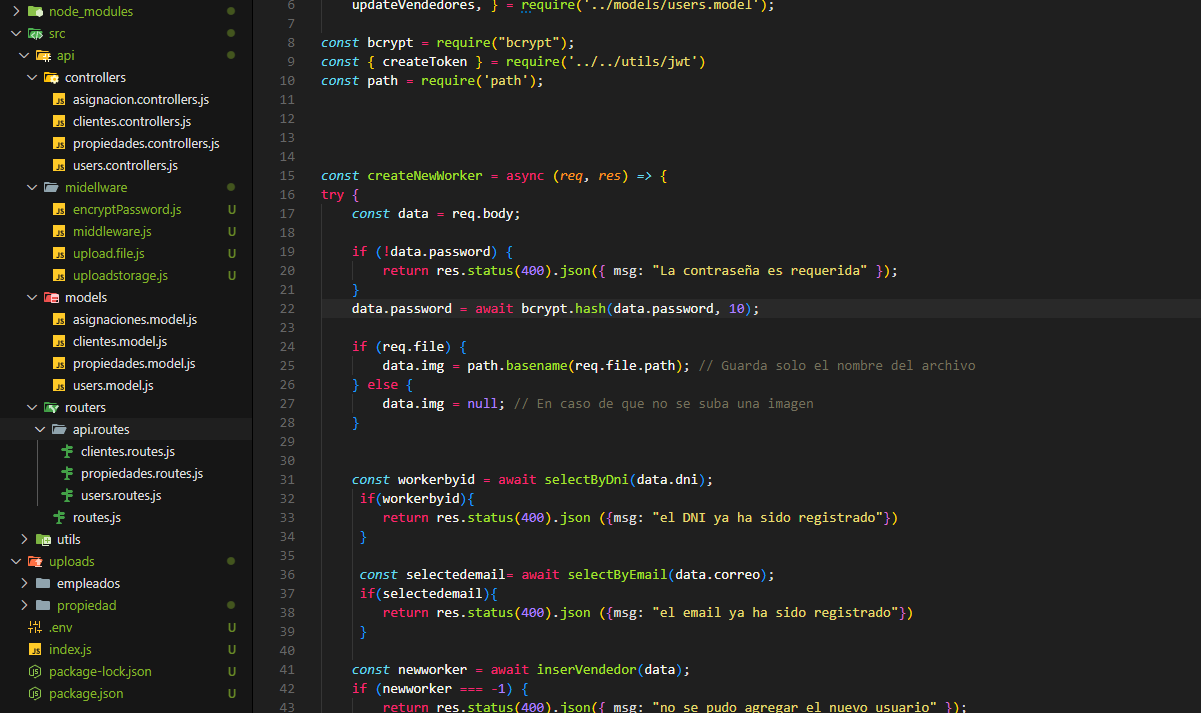 node_modules
src
api
controllers
asignacion.controllers.js
clientes.controllers.js
propiedades.controllers.js
users.controllers.js
midellware
encryptPassword.js U
middleware.js U
upload.file.js U
uploadstorage.js U
models
asignaciones.model.js
clientes.model.js
propiedades.model.js
users.model.js
routers
api.routes
clientes.routes.js
propiedades.routes.js
users.routes.js
routes.js
utils
uploads
empleados
propiedad
.env U
index.js U
package-lock.json U
package.json U
6 updateVendedores, } = require('../models/users.model');
7
8 const bcrypt = require("bcrypt");
9 const { createToken } = require('../../utils/jwt')
10 const path = require('path');
11
12
13
14
15 const createNewWorker = async (req, res) => {
16 try {
17 const data = req.body;
18
19 if (!data.password) {
20 return res.status(400).json({ msg: "La contraseña es requerida" });
21 }
22 data.password = await bcrypt.hash(data.password, 10);
23
24 if (req.file) {
25 data.img = path.basename(req.file.path); // Guarda solo el nombre del archivo
26 } else {
27 data.img = null; // En caso de que no se suba una imagen
28 }
29
30
31 const workerbyid = await selectByDni(data.dni);
32 if(workerbyid){
33 return res.status(400).json ({msg: "el DNI ya ha sido registrado"})
34 }
35
36 const selectedemail= await selectByEmail(data.correo);
37 if(selectedemail){
38 return res.status(400).json ({msg: "el email ya ha sido registrado"})
39 }
40
41 const newworker = await inserVendedor(data);
42 if (newworker === -1) {
43 return res.status(400).json({ msg: "no se pudo agregar el nuevo usuario" });